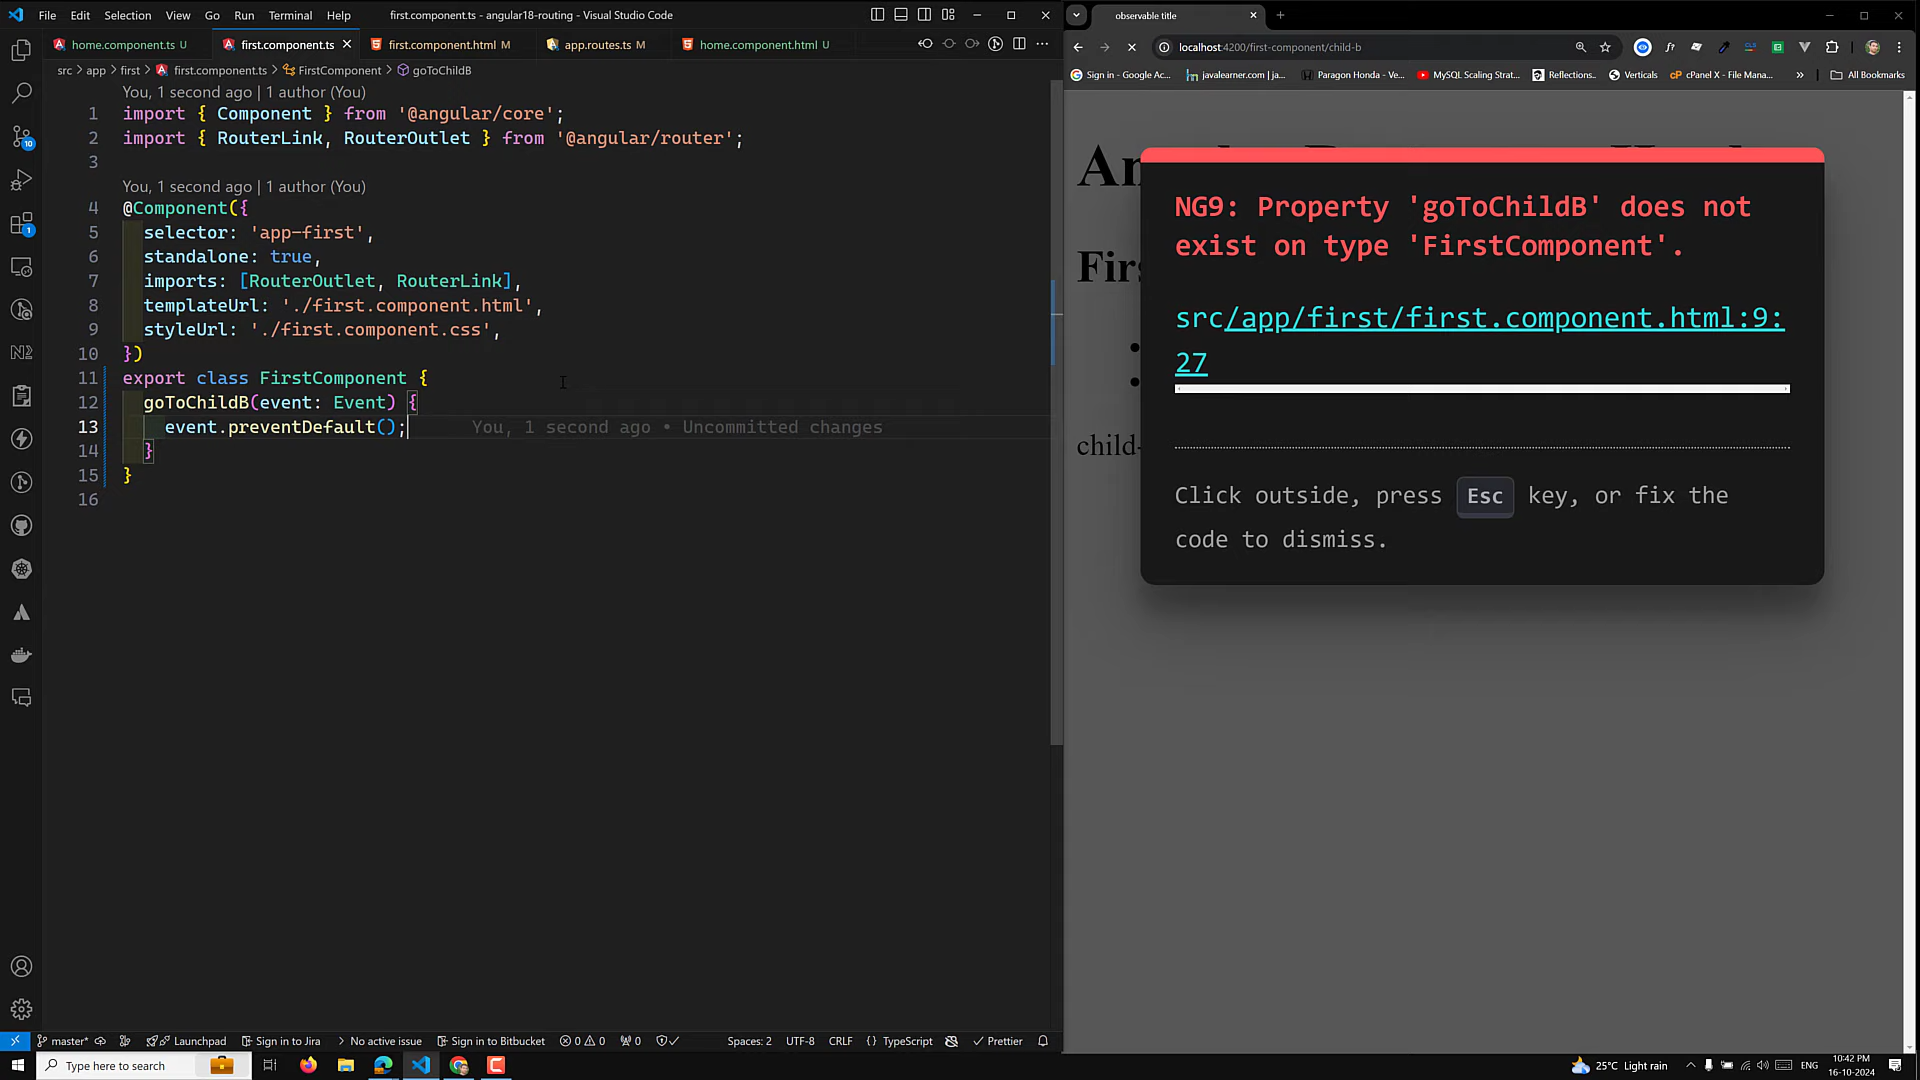 File Edit Selection View Go Run Terminal Help
first.component.ts - angular18-routing - Visual Studio Code
home.component.ts U
first.component.ts
first.component.html M
app.routes.ts M
home.component.html U
src > app > first > first.component.ts > FirstComponent > goToChildB
You, 1 second ago | 1 author (You)
1 import { Component } from '@angular/core';
2 import { RouterLink, RouterOutlet } from '@angular/router';
3
You, 1 second ago | 1 author (You)
4 @Component({
5 selector: 'app-first',
6 standalone: true,
7 imports: [RouterOutlet, RouterLink],
8 templateUrl: './first.component.html',
9 styleUrl: './first.component.css',
10 })
11 export class FirstComponent {
12 goToChildB(event: Event) {
13 event.preventDefault(); You, 1 second ago • Uncommitted changes
14 }
15 }
16
10
1
master*
Launchpad
Sign in to Jira
No active issue
Sign in to Bitbucket
0 0
0
Spaces: 2
UTF-8
CRLF
{ } TypeScript
Prettier
observable title
localhost:4200/first-component/child-b
Sign in - Google Ac...
javalearner.com | ja...
Paragon Honda - Ve...
MySQL Scaling Strat...
Reflections..
Verticals
cP cPanel X - File Mana...
»
All Bookmarks
An
Firs
child-
NG9: Property 'goToChildB' does not
exist on type 'FirstComponent'.
src/app/first/first.component.html:9:
27
Click outside, press Esc key, or fix the
code to dismiss.
Type here to search
25°C Light rain
ENG
10:42 PM
16-10-2024